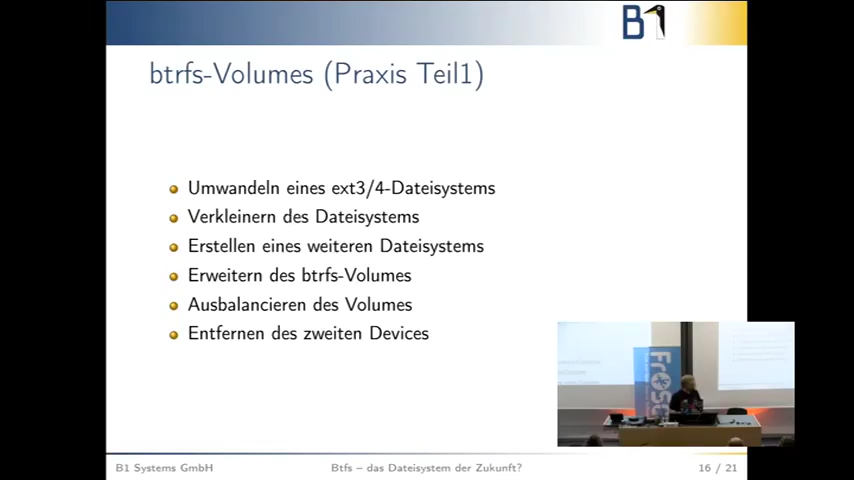 B1
btrfs-Volumes (Praxis Teil1)
Umwandeln eines ext3/4-Dateisystems
Verkleinern des Dateisystems
Erstellen eines weiteren Dateisystems
Erweitern des btrfs-Volumes
Ausbalancieren des Volumes
Entfernen des zweiten Devices
B1 Systems GmbH
Btfs – das Dateisystem der Zukunft?
16 / 21